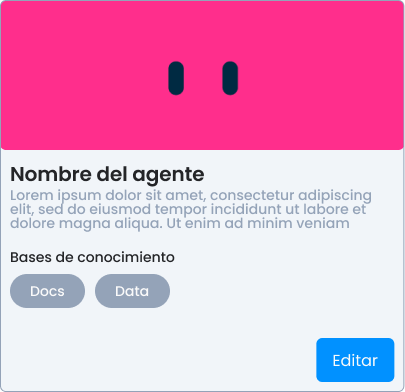 Nombre del agente
Lorem ipsum dolor sit amet, consectetur adipiscing
elit, sed do eiusmod tempor incididunt ut labore et
dolore magna aliqua. Ut enim ad minim veniam
Bases de conocimiento
Docs
Data
Editar